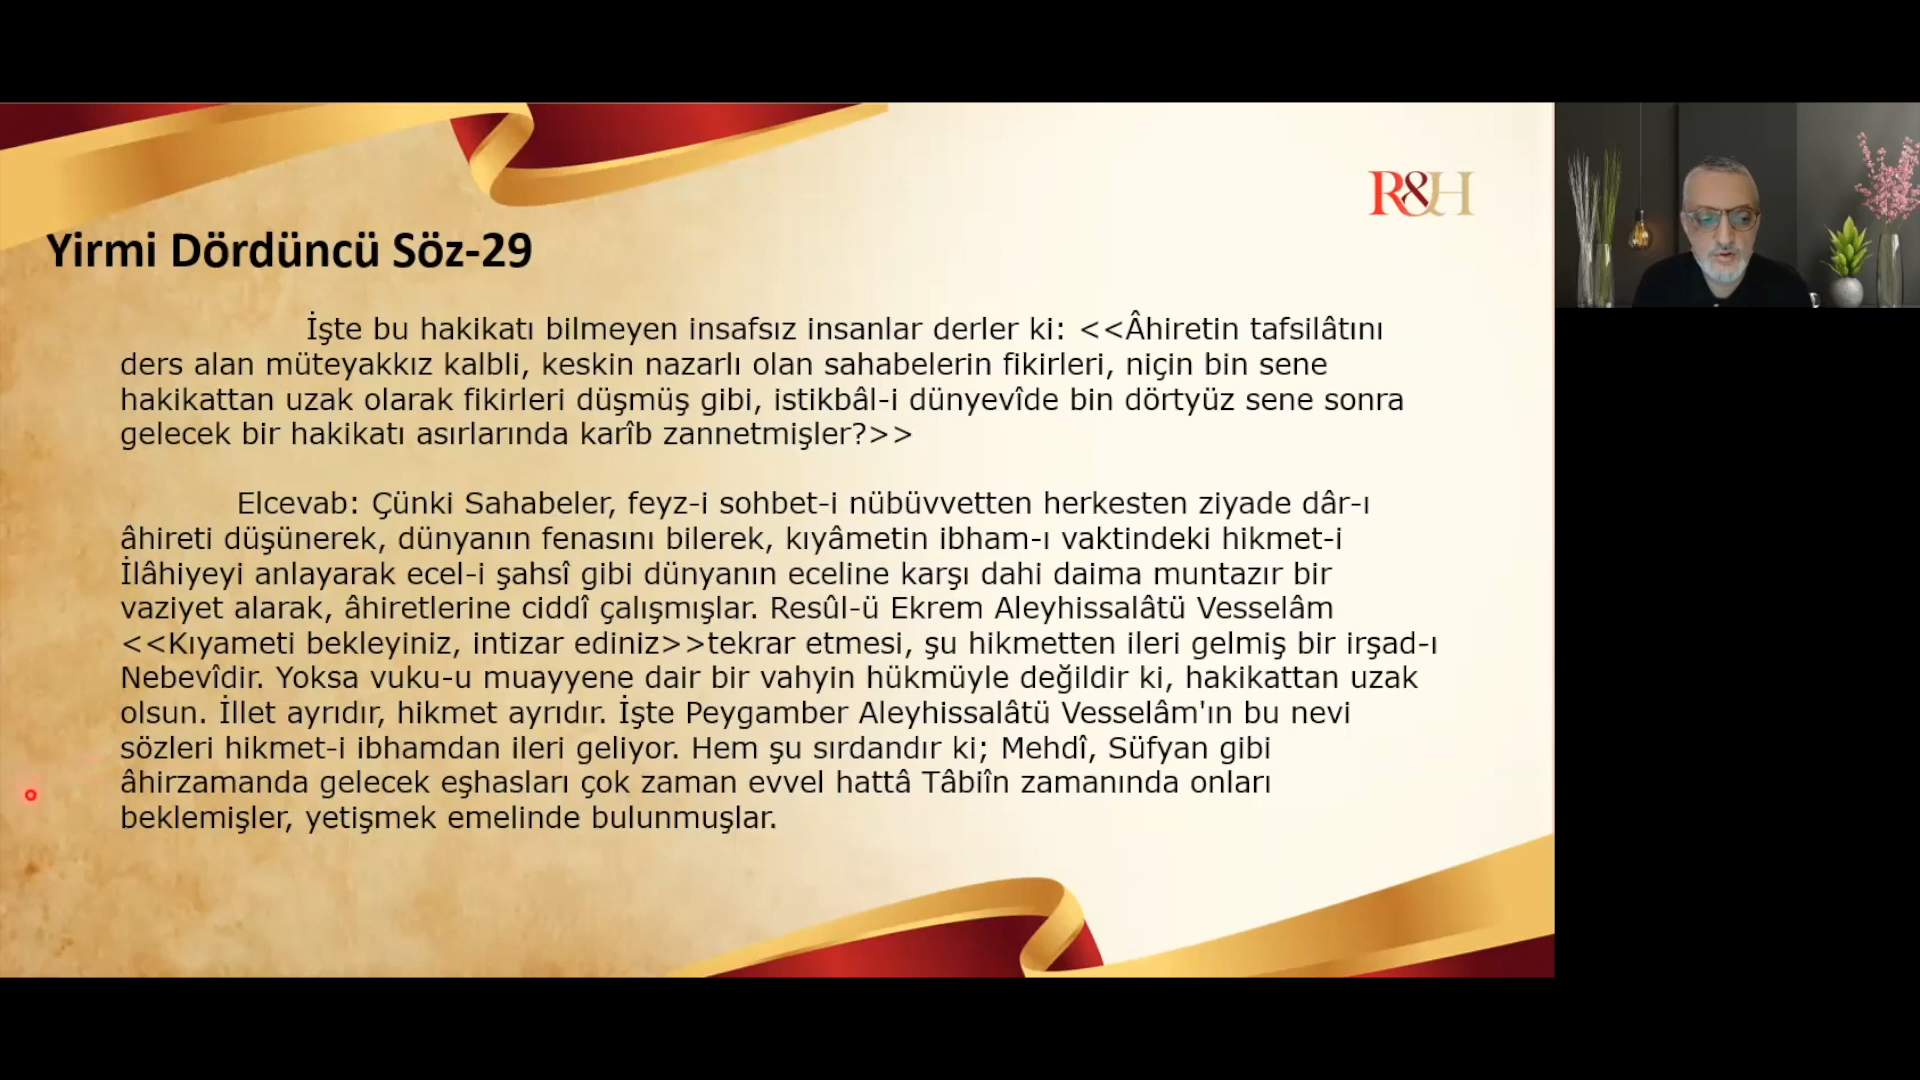 R&H
Yirmi Dördüncü Söz-29
İşte bu hakikatı bilmeyen insafsız insanlar derler ki: <<Âhiretin tafsilâtını
ders alan müteyakkız kalbli, keskin nazarlı olan sahabelerin fikirleri, niçin bin sene
hakikattan uzak olarak fikirleri düşmüş gibi, istikbâl-i dünyevîde bin dörtyüz sene sonra
gelecek bir hakikatı asırlarında karîb zannetmişler?>>
Elcevab: Çünki Sahabeler, feyz-i sohbet-i nübüvvetten herkesten ziyade dâr-ı
âhireti düşünerek, dünyanın fenasını bilerek, kıyâmetin ibham-ı vaktindeki hikmet-i
İlâhiyeyi anlayarak ecel-i şahsî gibi dünyanın eceline karşı dahi daima muntazır bir
vaziyet alarak, âhiretlerine ciddî çalışmışlar. Resûl-ü Ekrem Aleyhissalâtü Vesselâm
<<Kıyameti bekleyiniz, intizar ediniz>>tekrar etmesi, şu hikmetten ileri gelmiş bir irşad-ı
Nebevîdir. Yoksa vuku-u muayyene dair bir vahyin hükmüyle değildir ki, hakikattan uzak
olsun. İllet ayrıdır, hikmet ayrıdır. İşte Peygamber Aleyhissalâtü Vesselâm'ın bu nevi
sözleri hikmet-i ibhamdan ileri geliyor. Hem şu sırdandır ki; Mehdî, Süfyan gibi
âhirzamanda gelecek eşhasları çok zaman evvel hattâ Tâbiîn zamanında onları
beklemişler, yetişmek emelinde bulunmuşlar.